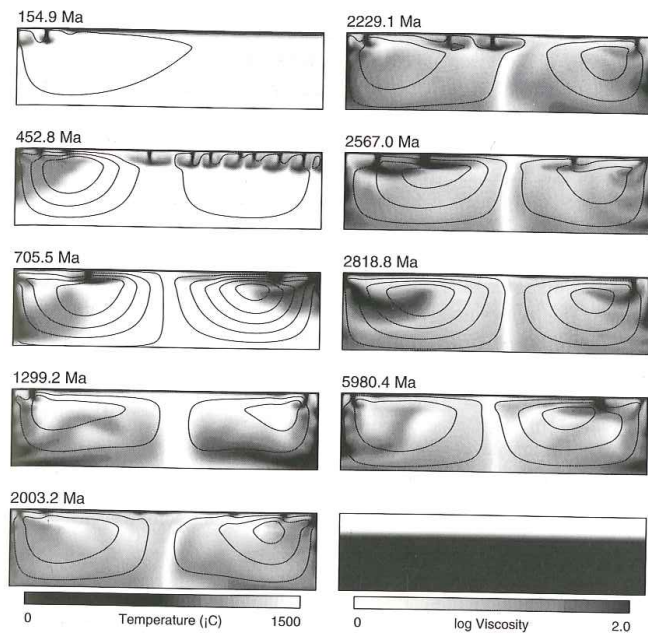 154.9 Ma
452.8 Ma
705.5 Ma
1299.2 Ma
2003.2 Ma
0 Temperature (¡C) 1500
2229.1 Ma
2567.0 Ma
2818.8 Ma
5980.4 Ma
0 log Viscosity 2.0